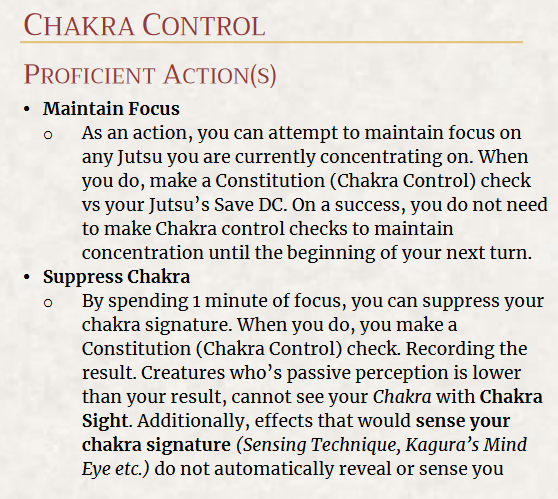 CHAKRA CONTROL
PROFICIENT ACTION(S)
• Maintain Focus
o As an action, you can attempt to maintain focus on
any Jutsu you are currently concentrating on. When
you do, make a Constitution (Chakra Control) check
vs your Jutsu's Save DC. On a success, you do not need
to make Chakra control checks to maintain
concentration until the beginning of your next turn.
• Suppress Chakra
o By spending 1 minute of focus, you can suppress your
chakra signature. When you do, you make a
Constitution (Chakra Control) check. Recording the
result. Creatures who's passive perception is lower
than your result, cannot see your Chakra with Chakra
Sight. Additionally, effects that would sense your
chakra signature (Sensing Technique, Kagura's Mind
Eye etc.) do not automatically reveal or sense you